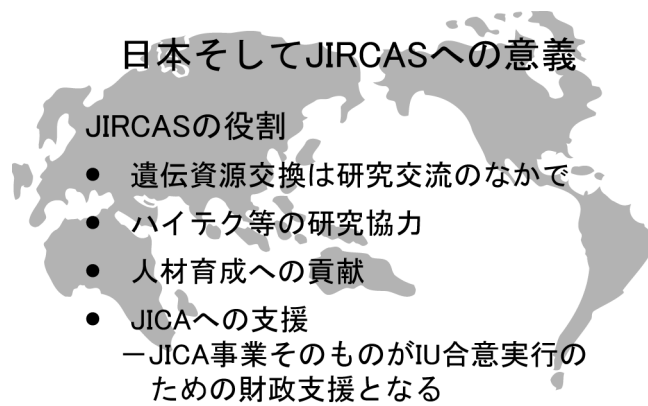 日本そしてJIRCASへの意義
JIRCASの役割
● 遺伝資源交換は研究交流のなかで
● ハイテク等の研究協力
● 人材育成への貢献
● JICAへの支援
－JICA事業そのものがIU合意実行の
ための財政支援となる